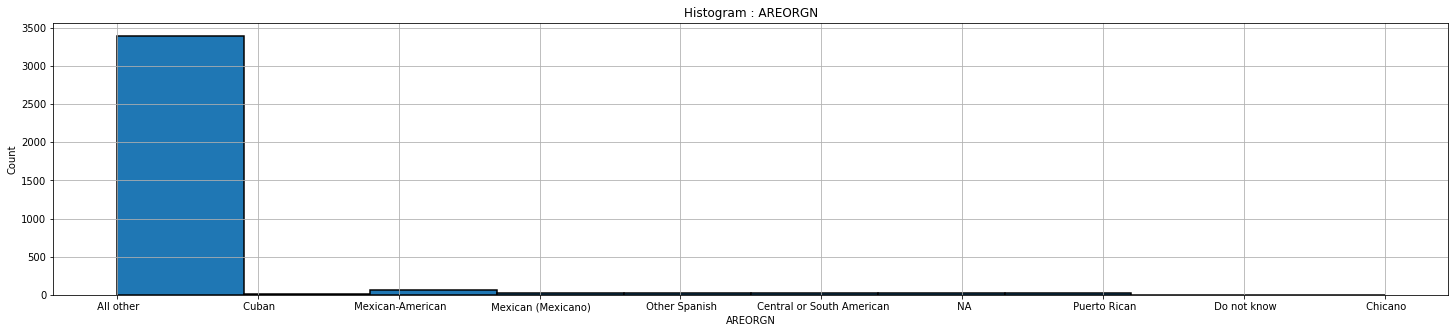 Histogram : AREORGN
3500
3000
2500
2000
1500
1000
500
0
Count
All other Cuban Mexican-American Mexican (Mexicano) Other Spanish Central or South American NA Puerto Rican Do not know Chicano
AREORGN